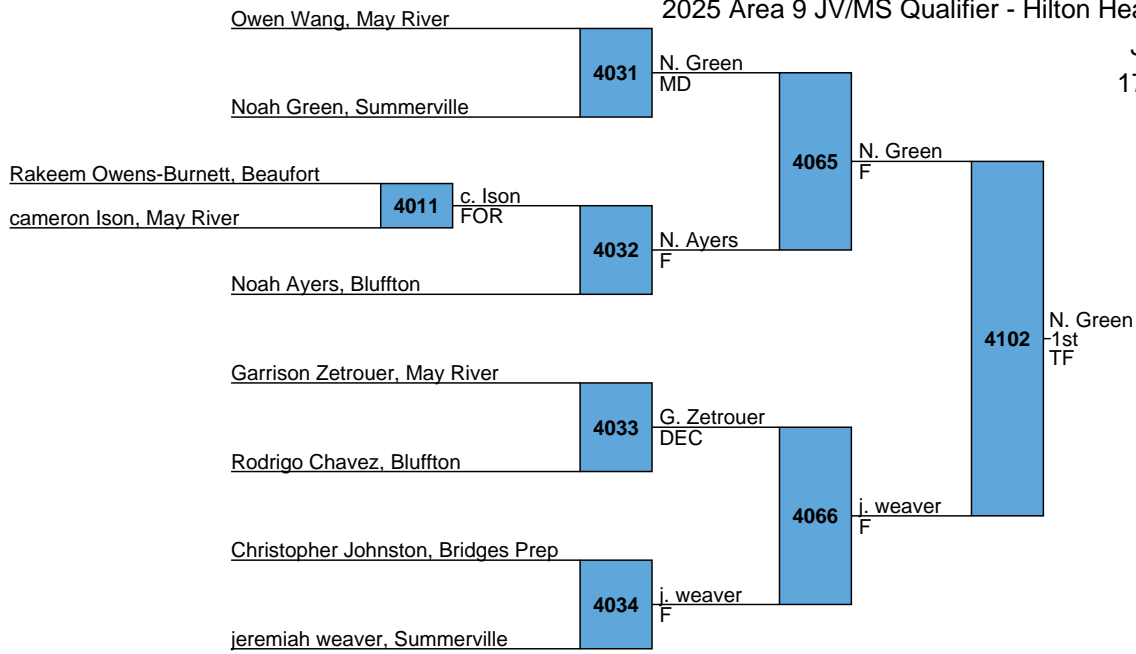 2025 Area 9 JV/MS Qualifier - Hilton Hea
J
17
Owen Wang, May River
4031
N. Green
MD
Noah Green, Summerville
4065
N. Green
F
Rakeem Owens-Burnett, Beaufort
4011
c. Ison
FOR
cameron Ison, May River
4032
N. Ayers
F
Noah Ayers, Bluffton
4102
N. Green
1st
TF
Garrison Zetrouer, May River
4033
G. Zetrouer
DEC
Rodrigo Chavez, Bluffton
4066
j. weaver
F
Christopher Johnston, Bridges Prep
4034
j. weaver
F
jeremiah weaver, Summerville